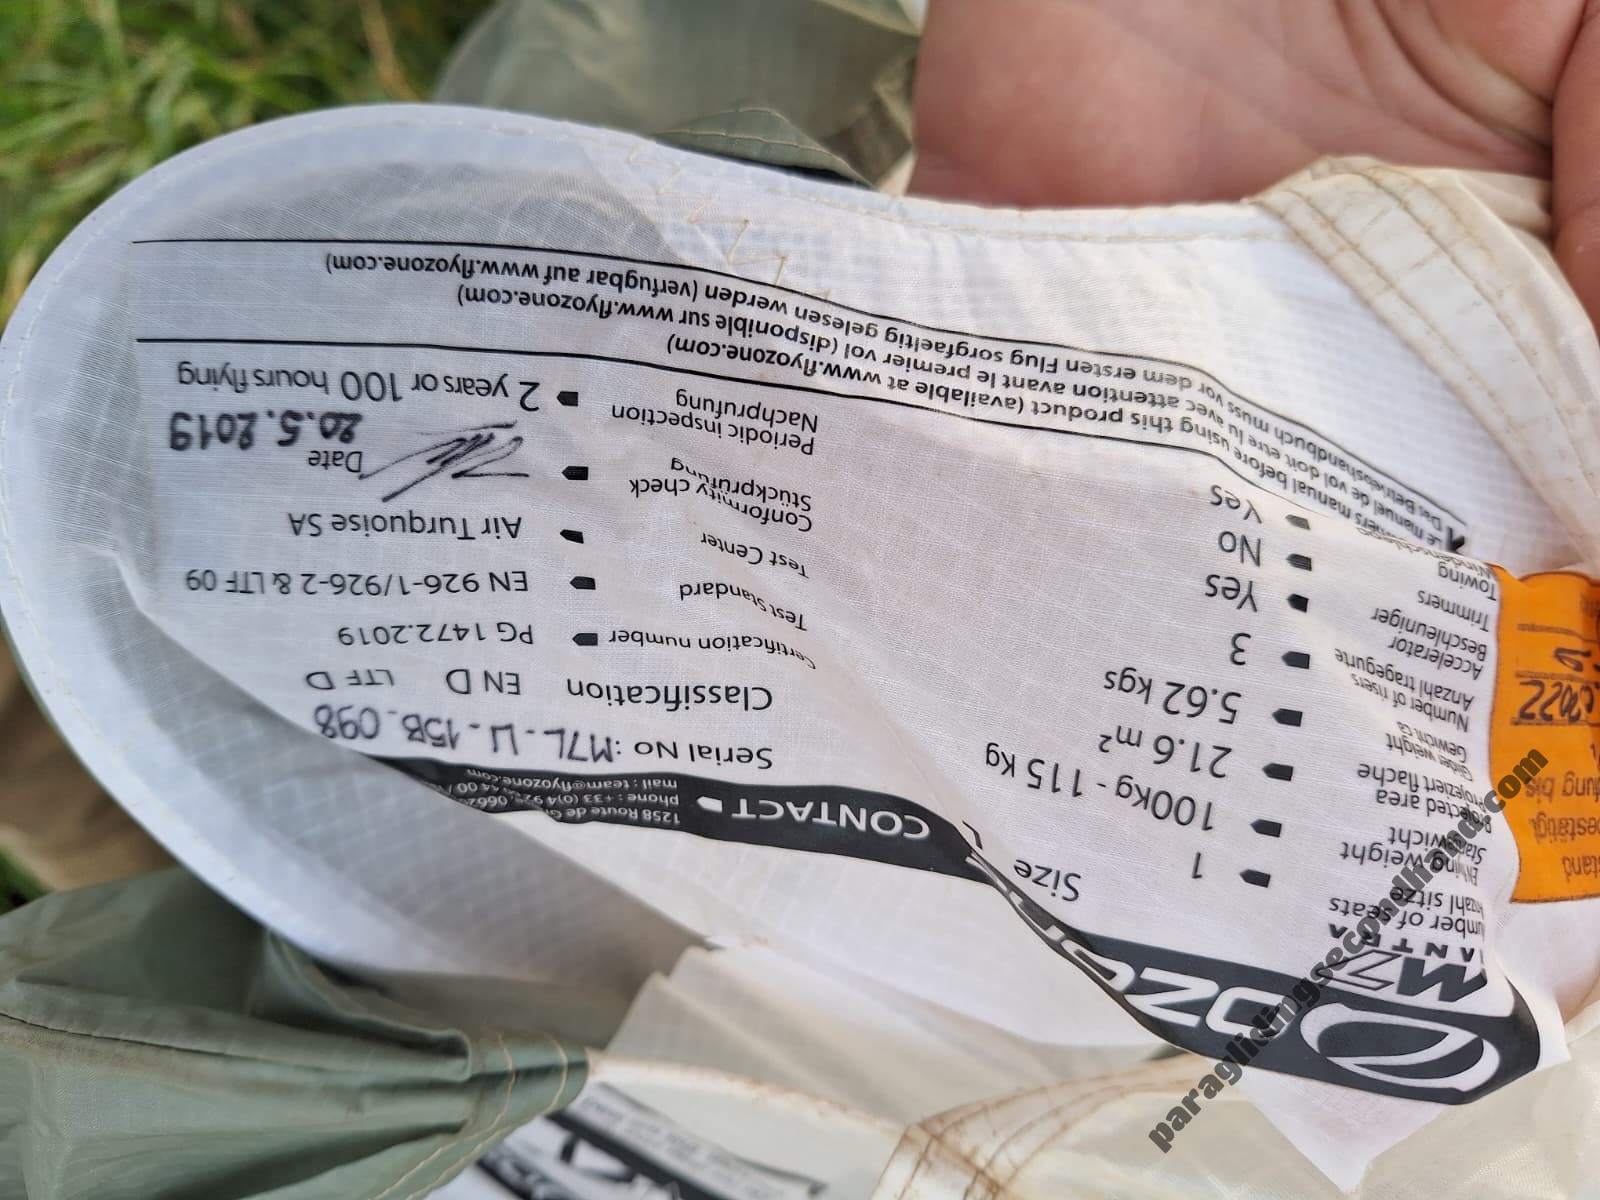 OZO
M7
MANTRA
Size L
Number of seats
Anzahl sitze
1
EN flying weight
Startgewicht
100kg - 115 kg
Projected area
Projeziert flache
21.6 m²
Glider weight
Gewicht ca
5.62 kgs
Number of risers
Anzahl tragegurte
3
Accelerator
Beschleuniger
Yes
Trimmers
No
Towing
Yes
CONTACT
1258 Route de
phone : +33 (0)4 92
mail : team@flyozone.com
Serial No : M7L-U-15B-098
Classification EN D LTF D
Certification number PG 1472.2019
Test Standard EN 926-1/926-2 & LTF 09
Test Center Air Turquoise SA
Conformity check
Stückprüfung
Date 20.5.2019
Periodic inspection
Nachprüfung
2 years or 100 hours flying
manual before using this product (available at www.flyozone.com)
Le manuel de vol doit etre lu avec attention avant le premier vol (disponible sur www.flyozone.com)
Das Betriebshandbuch muss vor dem ersten Flug sorgfaeltig gelesen werden (verfugbar auf www.flyozone.com)
2022
bis
paraglidingsecondhand.com